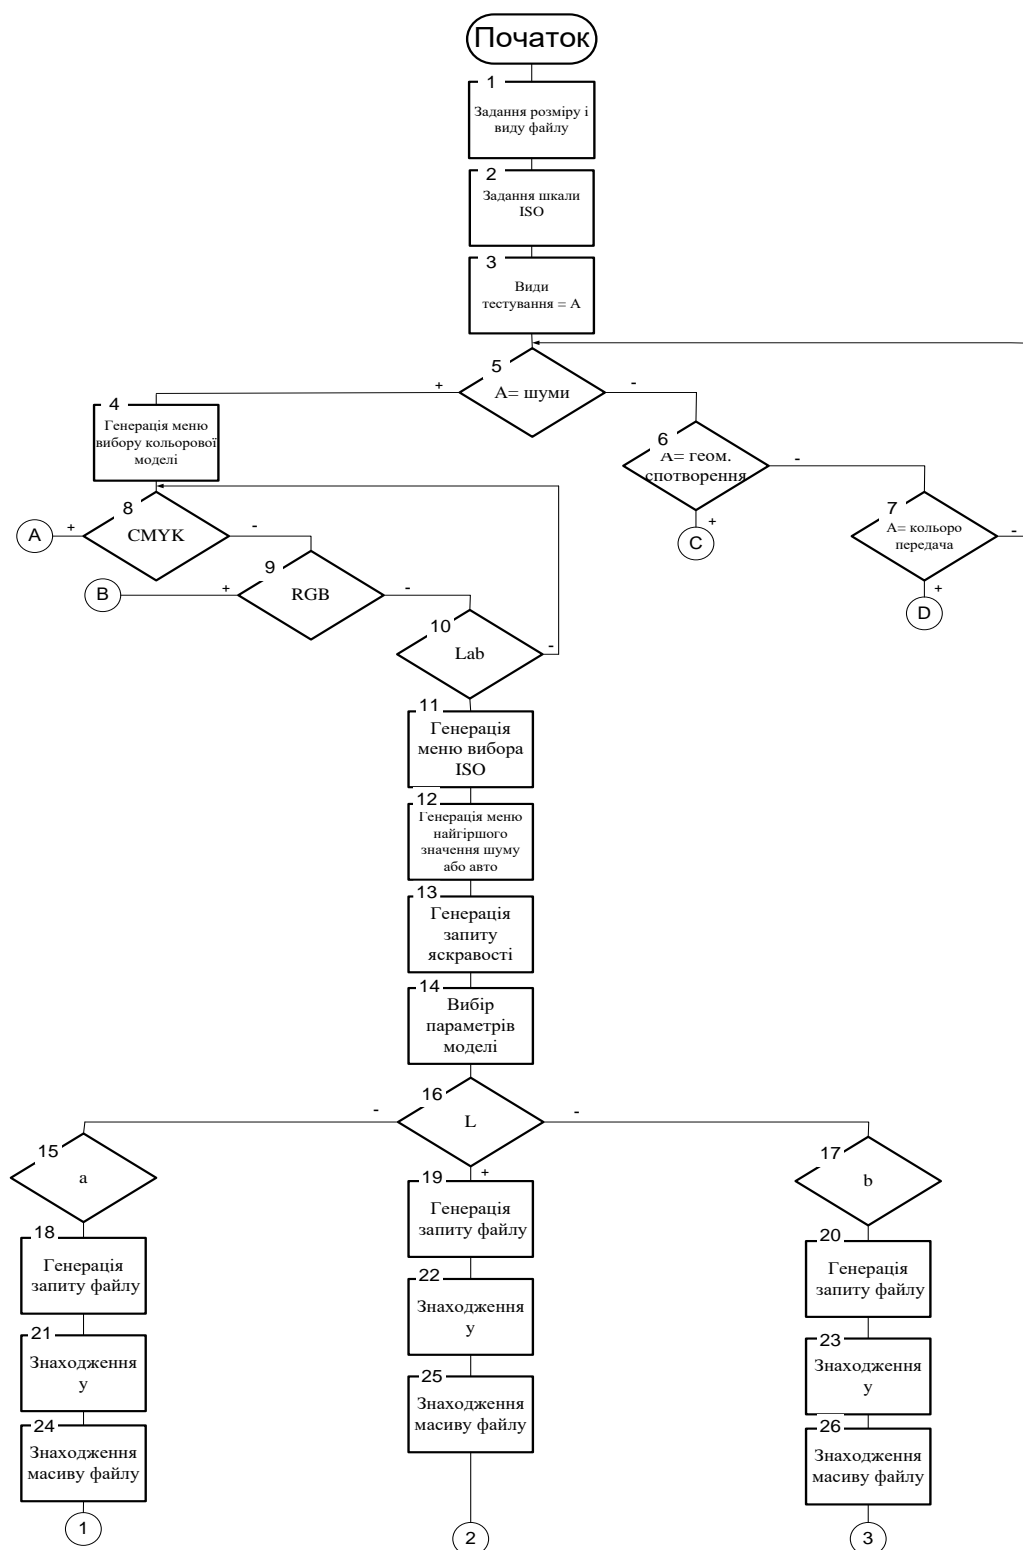 Початок
1
Задання розміру і
виду файлу
2
Задання шкали
ISO
3
Види
тестування = А
5
А= шуми
+
-
4
Генерація меню
вибору кольорової
моделі
6
А= геом.
спотворення
-
+
C
7
А= кольоро
передача
-
+
D
8
CMYK
+
-
A
9
RGB
+
-
B
10
Lab
-
11
Генерація
меню вибора
ISO
12
Генерація меню
найгіршого
значення шуму
або авто
13
Генерація
запиту
яскравості
14
Вибір
параметрів
моделі
16
L
-
-
+
15
a
17
b
18
Генерація
запиту файлу
19
Генерація
запиту файлу
20
Генерація
запиту файлу
21
Знаходження
у
22
Знаходження
у
23
Знаходження
у
24
Знаходження
масиву файлу
25
Знаходження
масиву файлу
26
Знаходження
масиву файлу
1
2
3